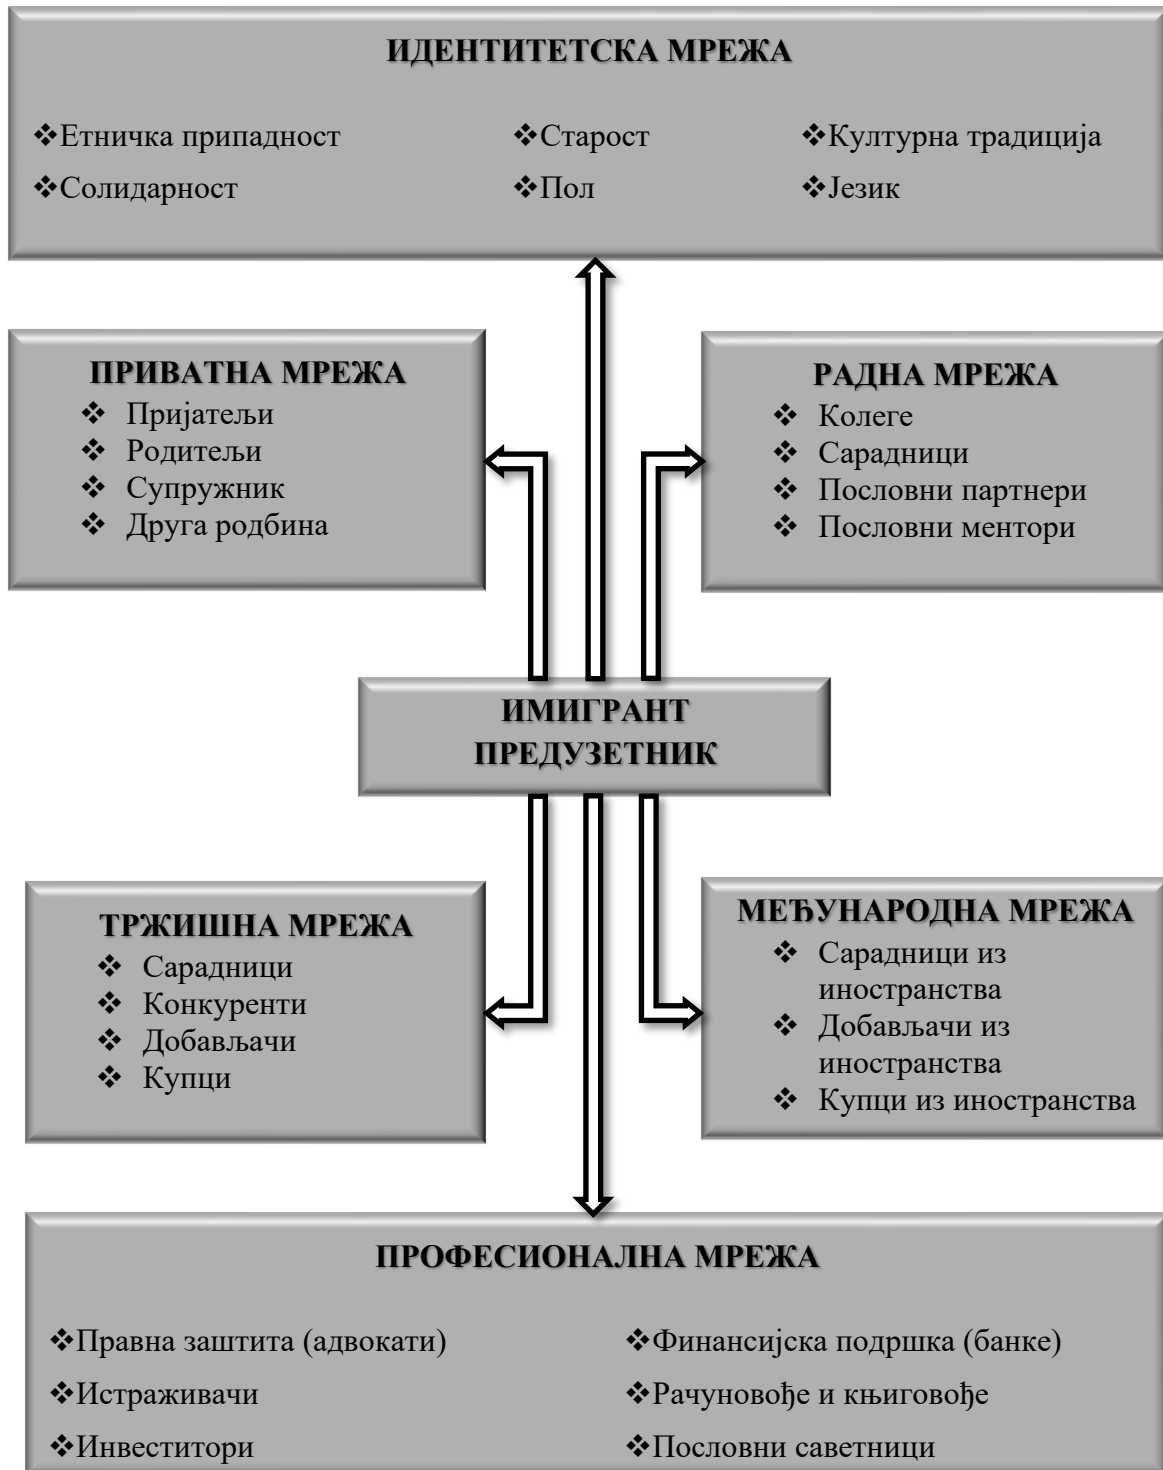 ИДЕНТИТЕТСКА МРЕЖА
❖Етничка припадност ❖Старост ❖Културна традиција
❖Солидарност ❖Пол ❖Језик
ПРИВАТНА МРЕЖА
❖ Пријатељи
❖ Родитељи
❖ Супружник
❖ Друга родбина
РАДНА МРЕЖА
❖ Колеге
❖ Сарадници
❖ Пословни партнери
❖ Пословни ментори
ИМИГРАНТ
ПРЕДУЗЕТНИК
ТРЖИШНА МРЕЖА
❖ Сарадници
❖ Конкуренти
❖ Добављачи
❖ Купци
МЕЂУНАРОДНА МРЕЖА
❖ Сарадници из
иностранства
❖ Добављачи из
иностранства
❖ Купци из иностранства
ПРОФЕСИОНАЛНА МРЕЖА
❖Правна заштита (адвокати) ❖Финансијска подршка (банке)
❖Истраживачи ❖Рачуновође и књиговође
❖Инвеститори ❖Пословни саветници